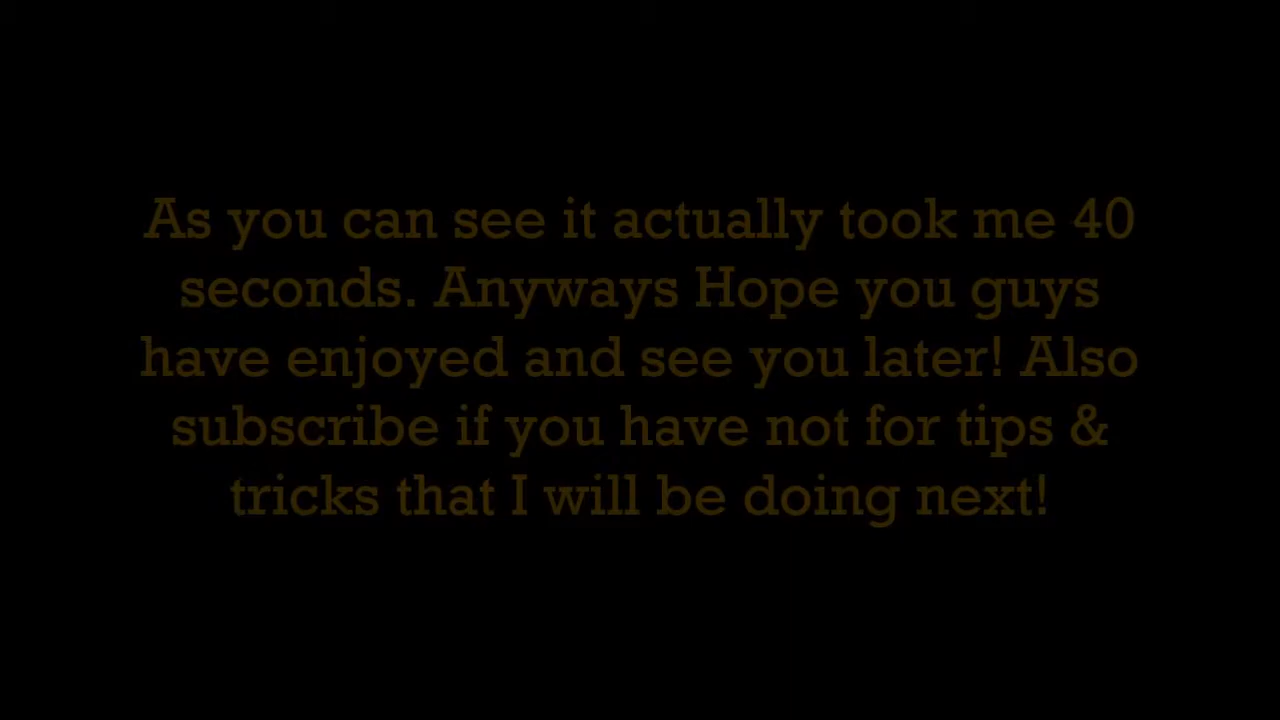 As you can see it actually took me 40
seconds. Anyways Hope you guys
have enjoyed and see you later! Also
subscribe if you have not for tips &
tricks that I will be doing next!